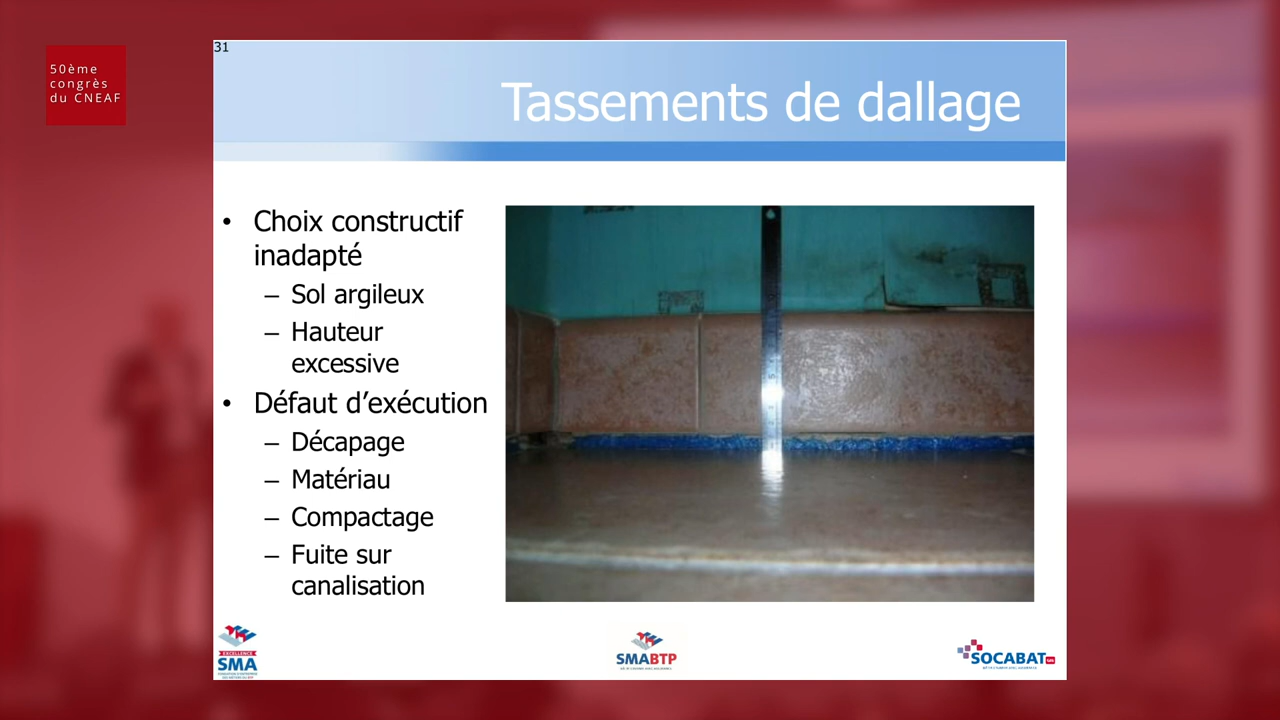 50ème
congrès
du CNEAF
31
Tassements de dallage
• Choix constructif
inadapté
– Sol argileux
– Hauteur
excessive
• Défaut d’exécution
– Décapage
– Matériau
– Compactage
– Fuite sur
canalisation
EXCELLENCE
SMA
SMABTP
SOCABAT